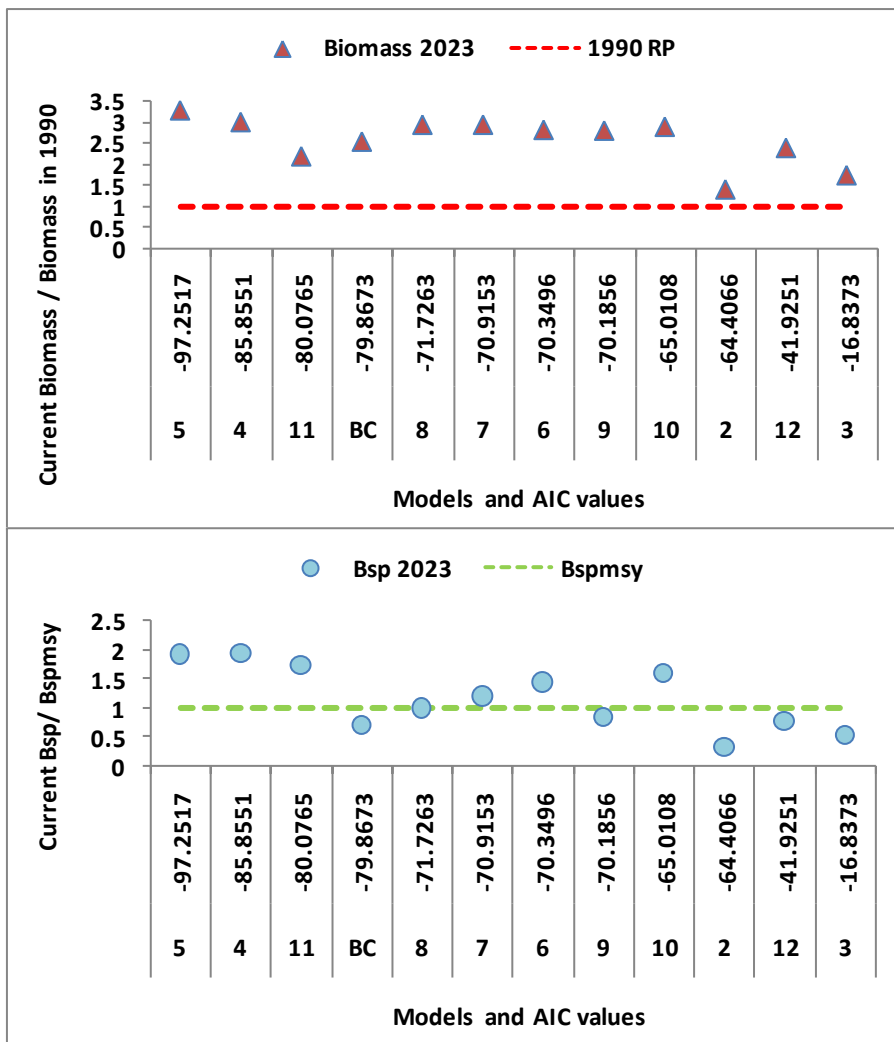 Biomass 2023 1990 RP
Current Biomass / Biomass in 1990
3.5
3
2.5
2
1.5
1
0.5
0
-97.2517 -85.8551 -80.0765 -79.8673 -71.7263 -70.9153 -70.3496 -70.1856 -65.0108 -64.4066 -41.9251 -16.8373
5 4 11 BC 8 7 6 9 10 2 12 3
Models and AIC values
Bsp 2023 Bspmsy
Current Bsp/ Bspmsy
2.5
2
1.5
1
0.5
0
-97.2517 -85.8551 -80.0765 -79.8673 -71.7263 -70.9153 -70.3496 -70.1856 -65.0108 -64.4066 -41.9251 -16.8373
5 4 11 BC 8 7 6 9 10 2 12 3
Models and AIC values